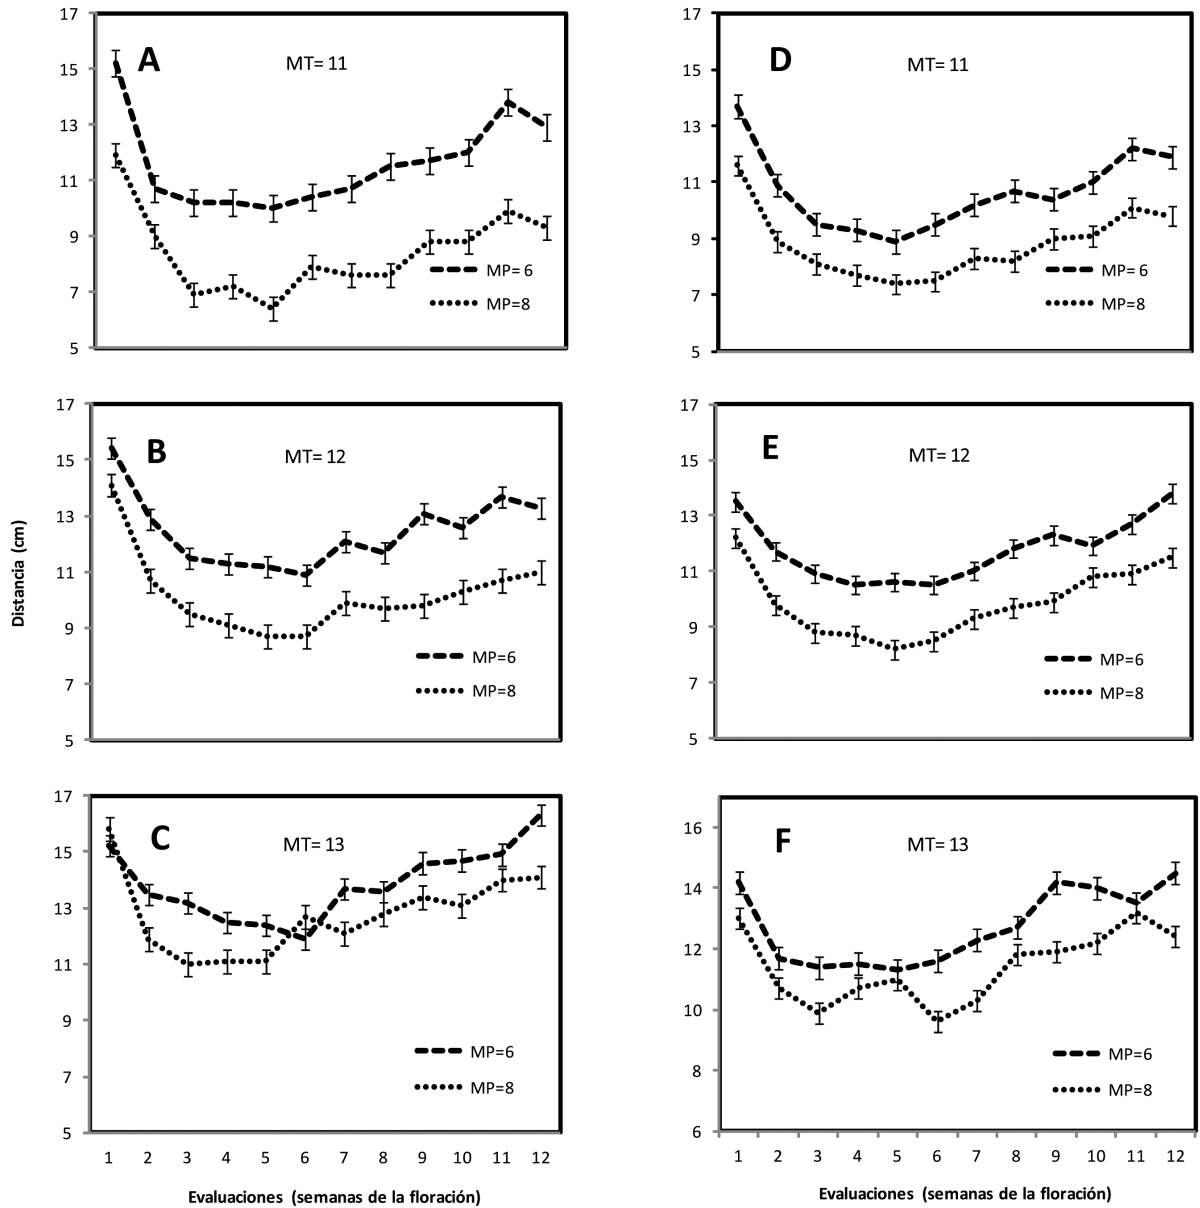 17
15
13
11
9
7
5
A
MT= 11
MP= 6
MP=8
17
15
13
11
9
7
5
D
MT= 11
MP= 6
MP=8
Distancia (cm)
17
15
13
11
9
7
5
B
MT= 12
MP=6
MP=8
17
15
13
11
9
7
5
E
MT= 12
MP=6
MP=8
17
15
13
11
9
7
5
C
MT= 13
MP=6
MP=8
1 2 3 4 5 6 7 8 9 10 11 12
Evaluaciones (semanas de la floración)
16
14
12
10
8
6
F
MT= 13
MP=6
MP=8
1 2 3 4 5 6 7 8 9 10 11 12
Evaluaciones (semanas de la floración)